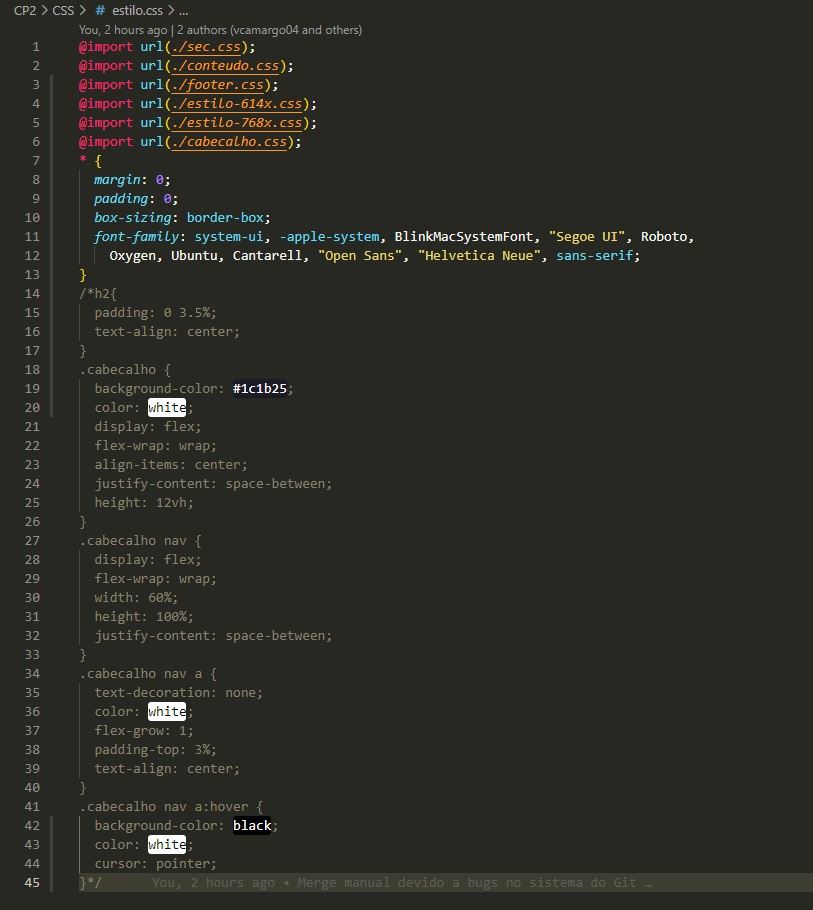 CP2 > CSS > # estilo.css > ...
You, 2 hours ago | 2 authors (vcamargo04 and others)
1 @import url(./sec.css);
2 @import url(./conteudo.css);
3 @import url(./footer.css);
4 @import url(./estilo-614x.css);
5 @import url(./estilo-768x.css);
6 @import url(./cabecalho.css);
7 * {
8   margin: 0;
9   padding: 0;
10   box-sizing: border-box;
11   font-family: system-ui, -apple-system, BlinkMacSystemFont, "Segoe UI", Roboto,
12     Oxygen, Ubuntu, Cantarell, "Open Sans", "Helvetica Neue", sans-serif;
13 }
14 /*h2{
15   padding: 0 3.5%;
16   text-align: center;
17 }
18 .cabecalho {
19   background-color: #1c1b25;
20   color: white;
21   display: flex;
22   flex-wrap: wrap;
23   align-items: center;
24   justify-content: space-between;
25   height: 12vh;
26 }
27 .cabecalho nav {
28   display: flex;
29   flex-wrap: wrap;
30   width: 60%;
31   height: 100%;
32   justify-content: space-between;
33 }
34 .cabecalho nav a {
35   text-decoration: none;
36   color: white;
37   flex-grow: 1;
38   padding-top: 3%;
39   text-align: center;
40 }
41 .cabecalho nav a:hover {
42   background-color: black;
43   color: white;
44   cursor: pointer;
45 }*/ You, 2 hours ago • Merge manual devido a bugs no sistema do Git …